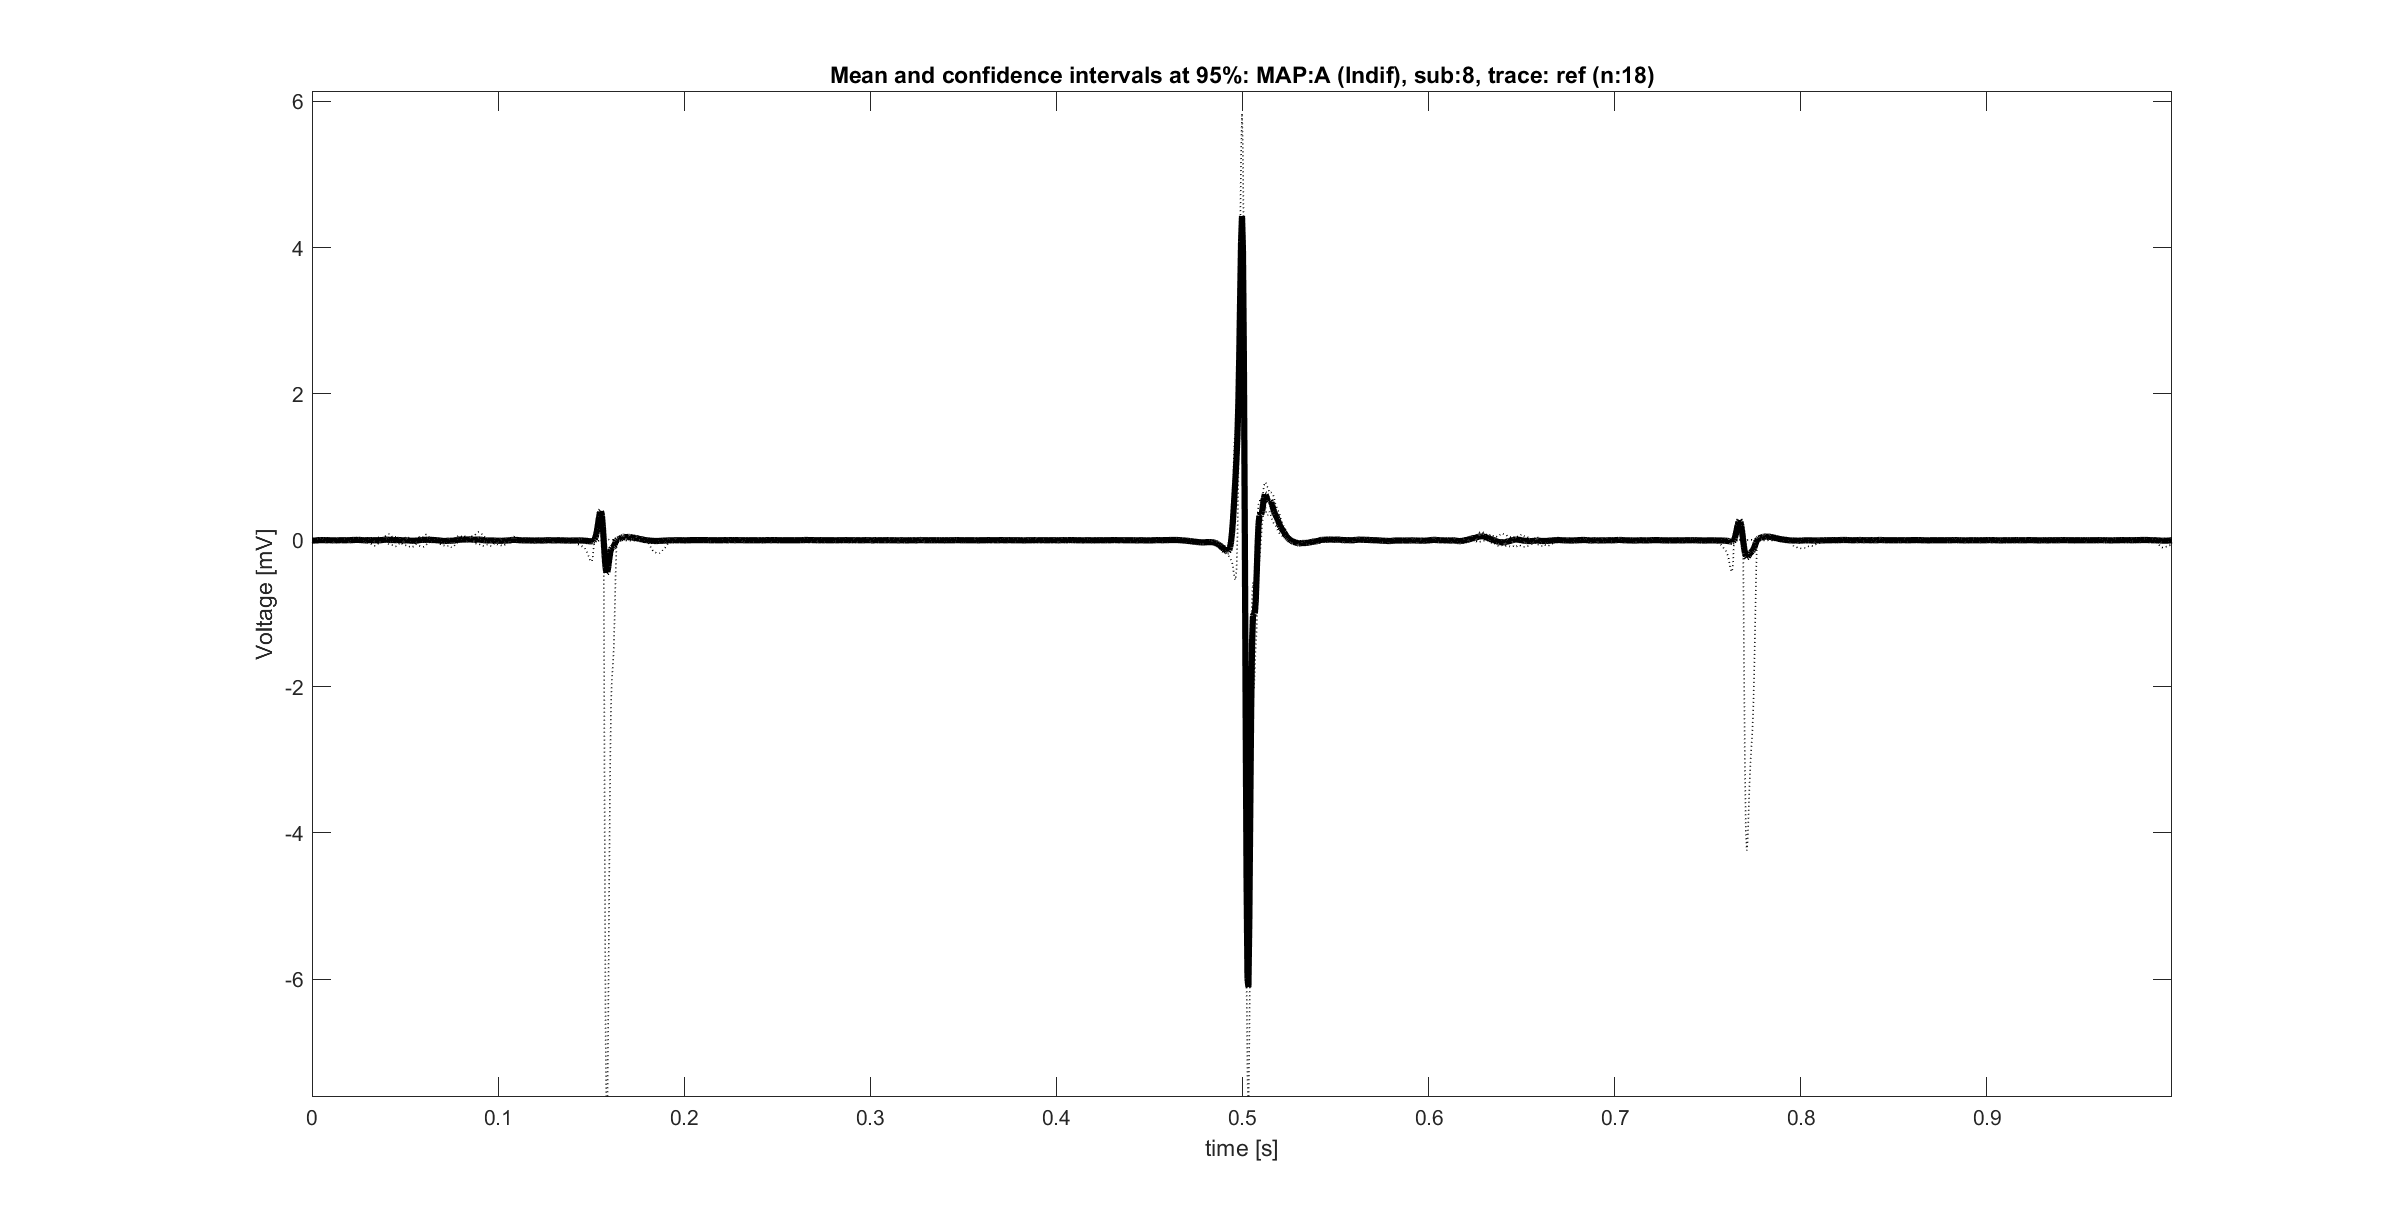 Mean and confidence intervals at 95%: MAP:A (Indif), sub:8, trace: ref (n:18)
6
4
2
0
-2
-4
-6
Voltage [mV]
0 0.1 0.2 0.3 0.4 0.5 0.6 0.7 0.8 0.9
time [s]